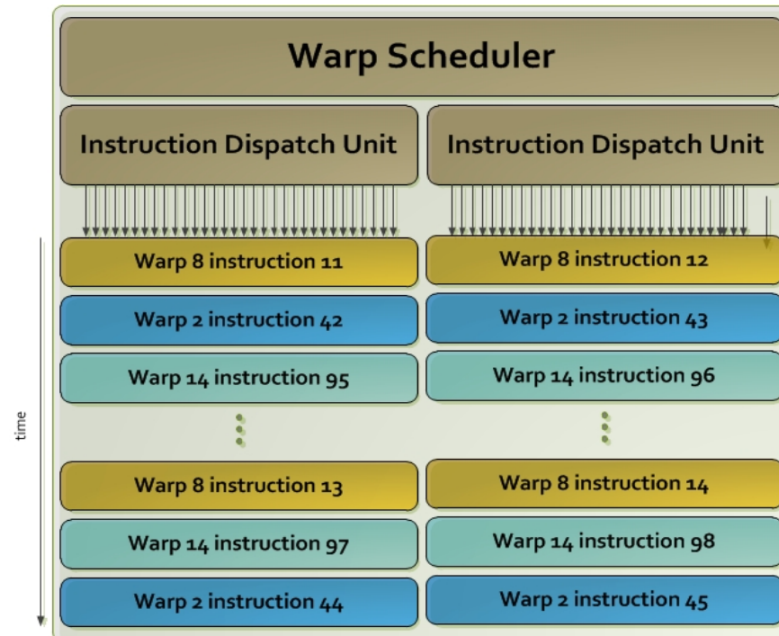 Warp Scheduler
Instruction Dispatch Unit
Instruction Dispatch Unit
Warp 8 instruction 11
Warp 8 instruction 12
Warp 2 instruction 42
Warp 2 instruction 43
Warp 14 instruction 95
Warp 14 instruction 96
time
Warp 8 instruction 13
Warp 8 instruction 14
Warp 14 instruction 97
Warp 14 instruction 98
Warp 2 instruction 44
Warp 2 instruction 45